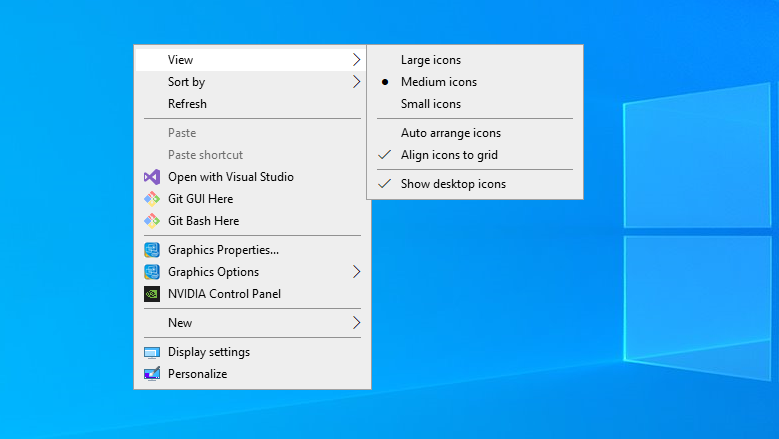 View
Sort by
Refresh
Paste
Paste shortcut
Open with Visual Studio
Git GUI Here
Git Bash Here
Graphics Properties...
Graphics Options
NVIDIA Control Panel
New
Display settings
Personalize
Large icons
Medium icons
Small icons
Auto arrange icons
Align icons to grid
Show desktop icons